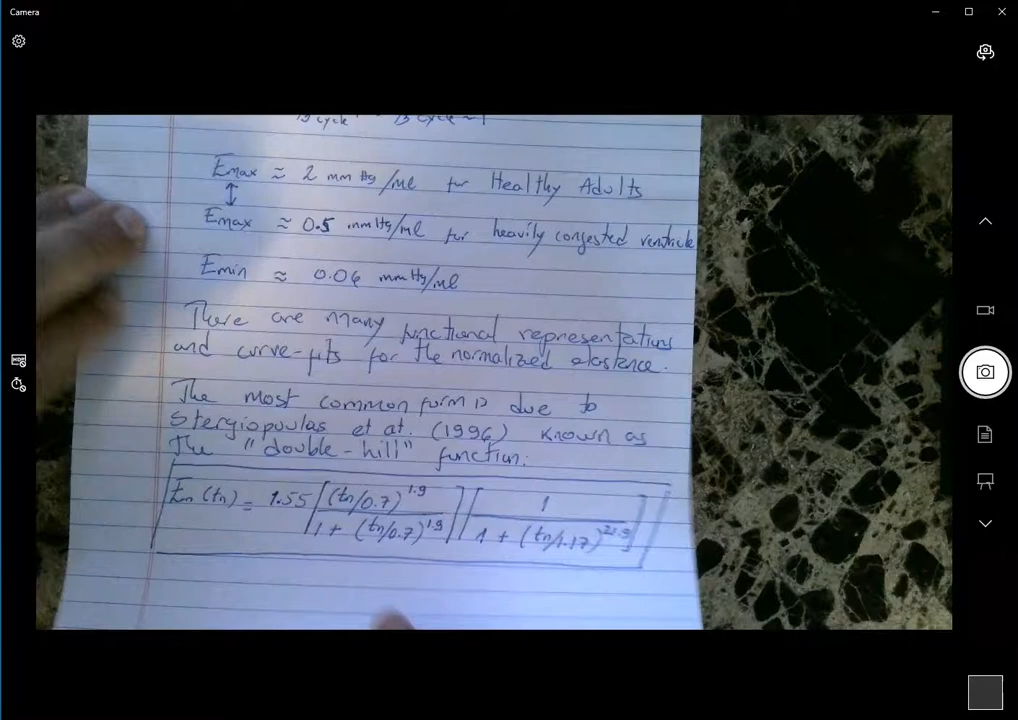 Camera
Emax ≈ 2 mmHg/ml for Healthy Adults
↕
Emax ≈ 0.5 mmHg/ml for heavily congested ventricle
Emin ≈ 0.06 mmHg/ml
There are many functional representations
and curve-fits for the normalized elastence.
The most common form is due to
Stergiopoulas et at. (1996) known as
The "double-hill" function:
En(tn) = 1.55 [(tn/0.7)^1.9 / 1 + (tn/0.7)^1.9] [1 / 1 + (tn/1.17)^21.9]